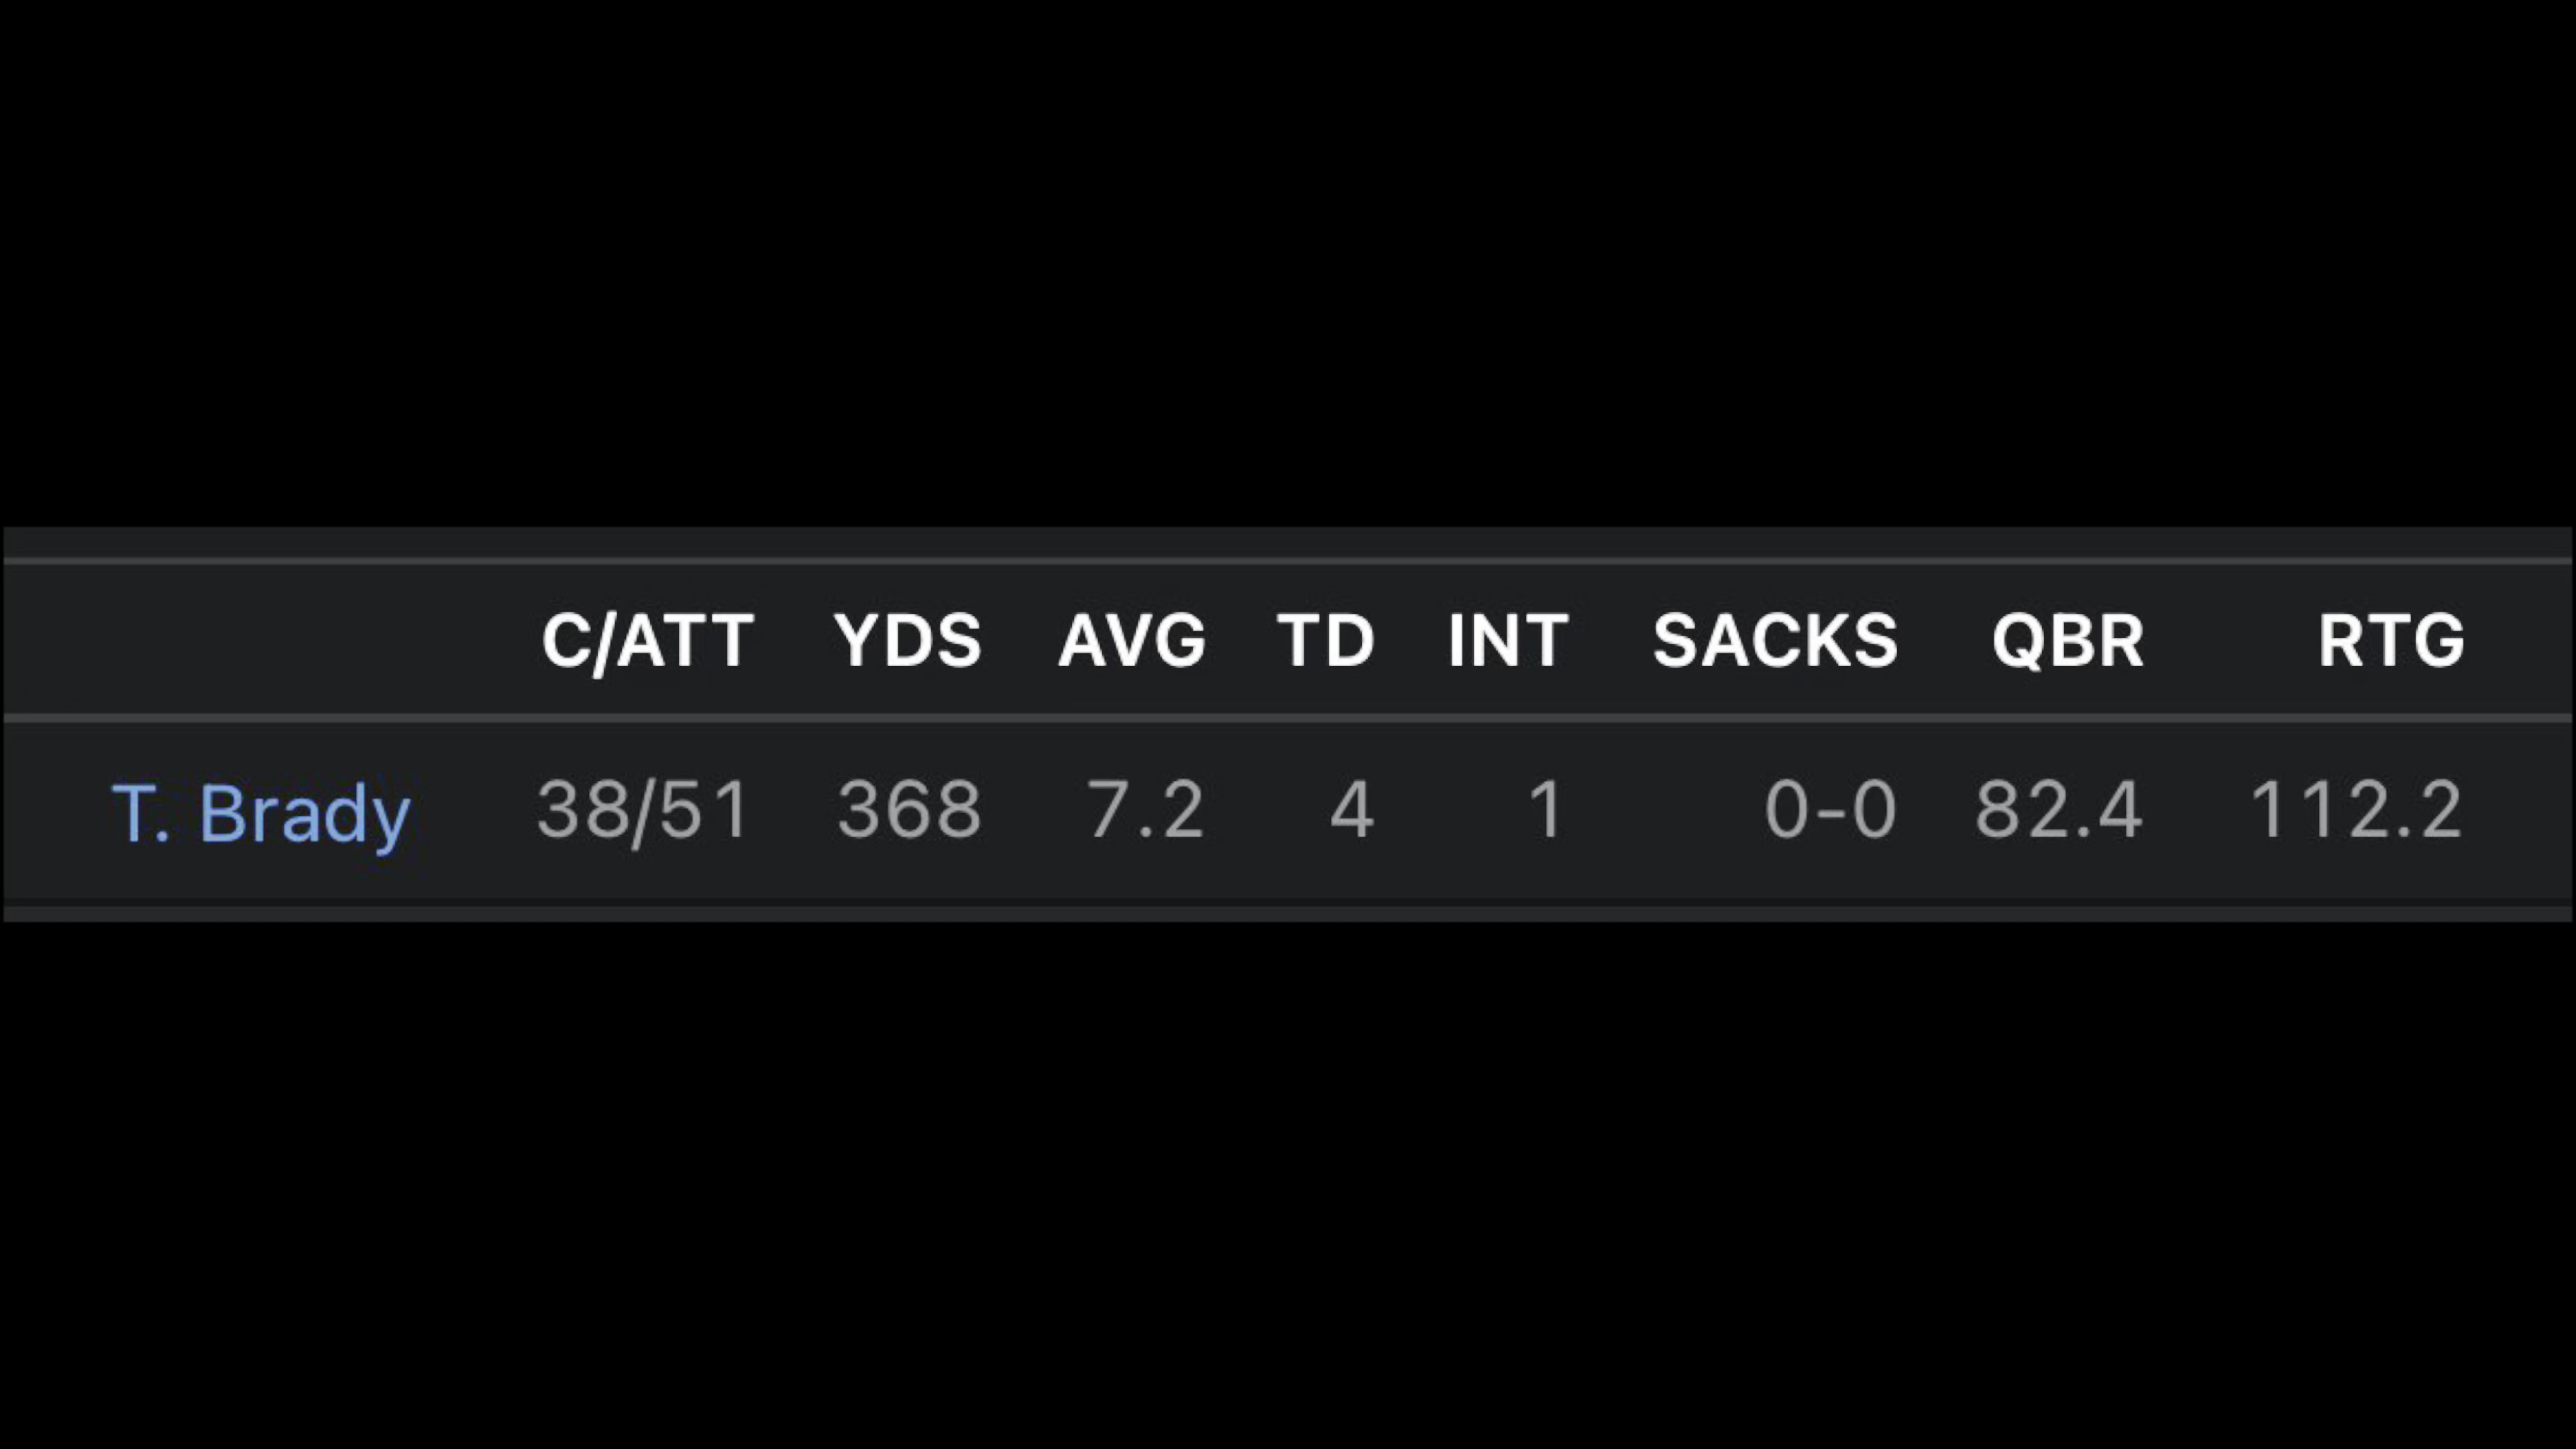 C/ATT YDS AVG TD INT SACKS QBR RTG
T. Brady 38/51 368 7.2 4 1 0-0 82.4 112.2